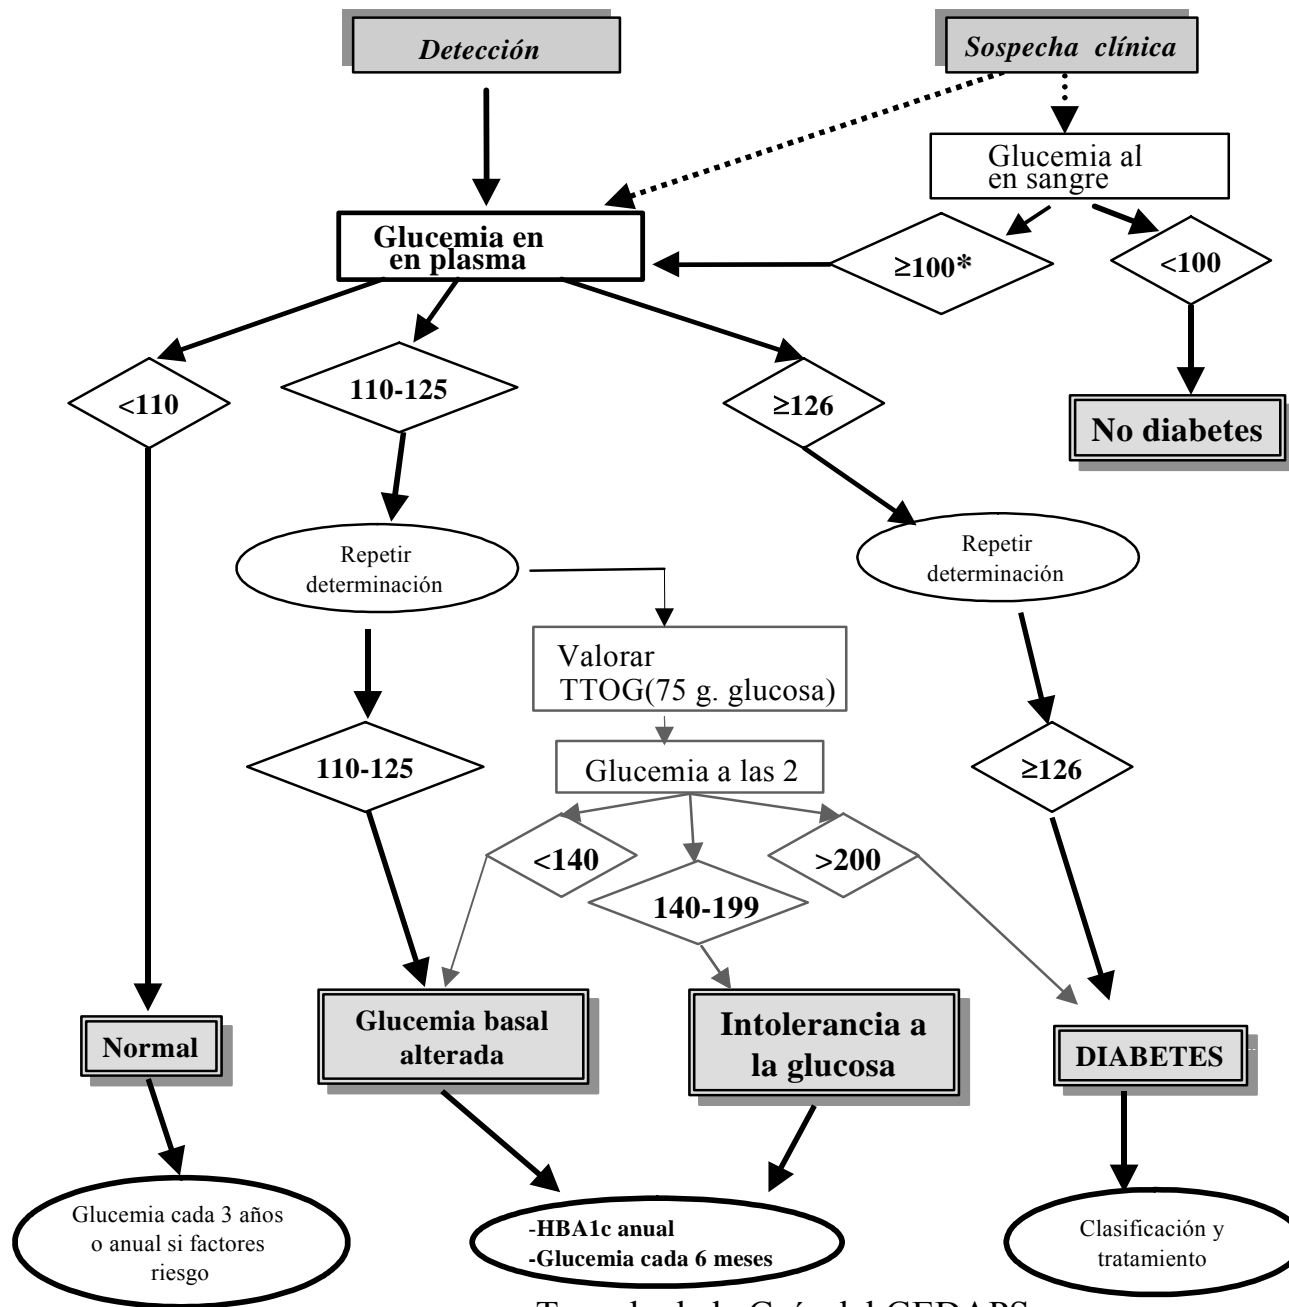 Detección
Sospecha clínica
Glucemia al
en sangre
Glucemia en
en plasma
≥100*
<100
<110
110-125
≥126
No diabetes
Repetir
determinación
Repetir
determinación
Valorar
TTOG(75 g. glucosa)
110-125
Glucemia a las 2
≥126
<140
140-199
>200
Normal
Glucemia basal
alterada
Intolerancia a
la glucosa
DIABETES
Glucemia cada 3 años
o anual si factores
riesgo
-HBA1c anual
-Glucemia cada 6 meses
Clasificación y
tratamiento